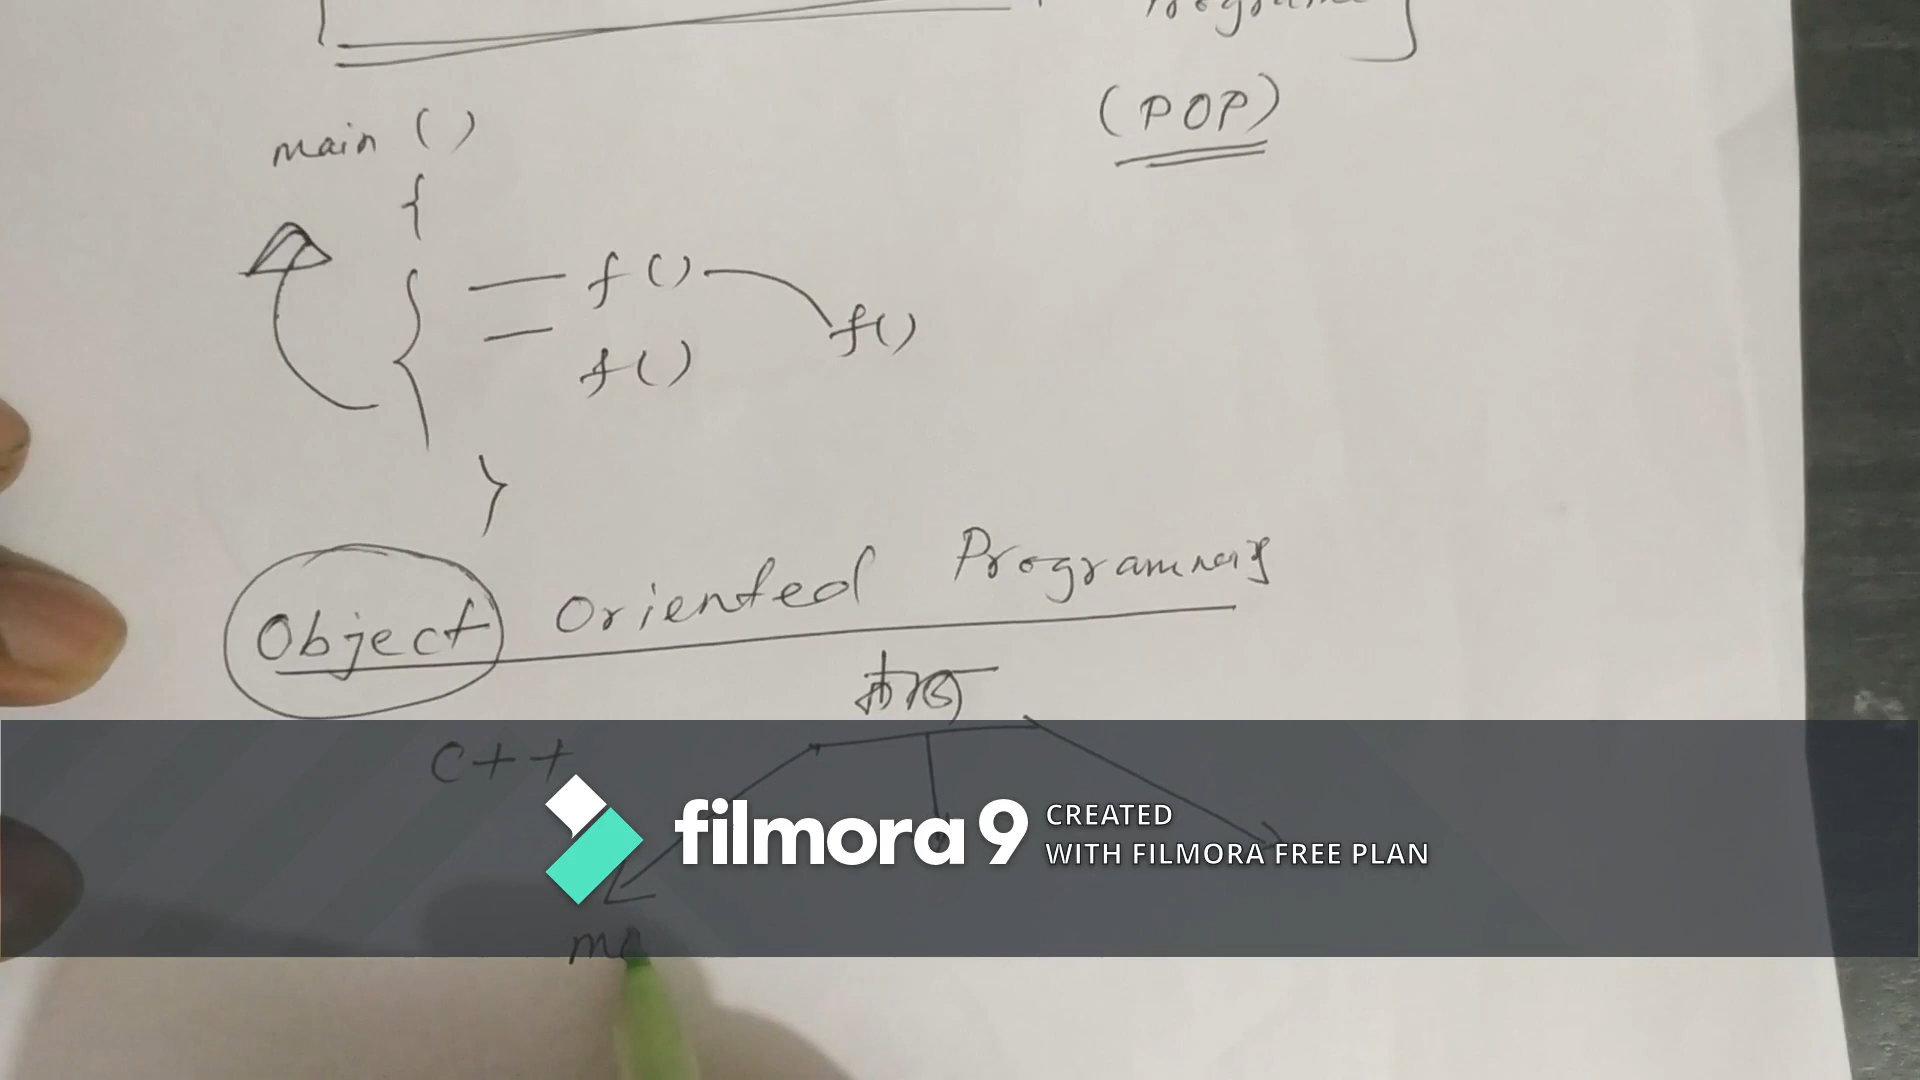 (POP)
main ()
{
f () f()
f ()
}
Object Oriented Programming
C++
filmora 9 CREATED
WITH FILMORA FREE PLAN